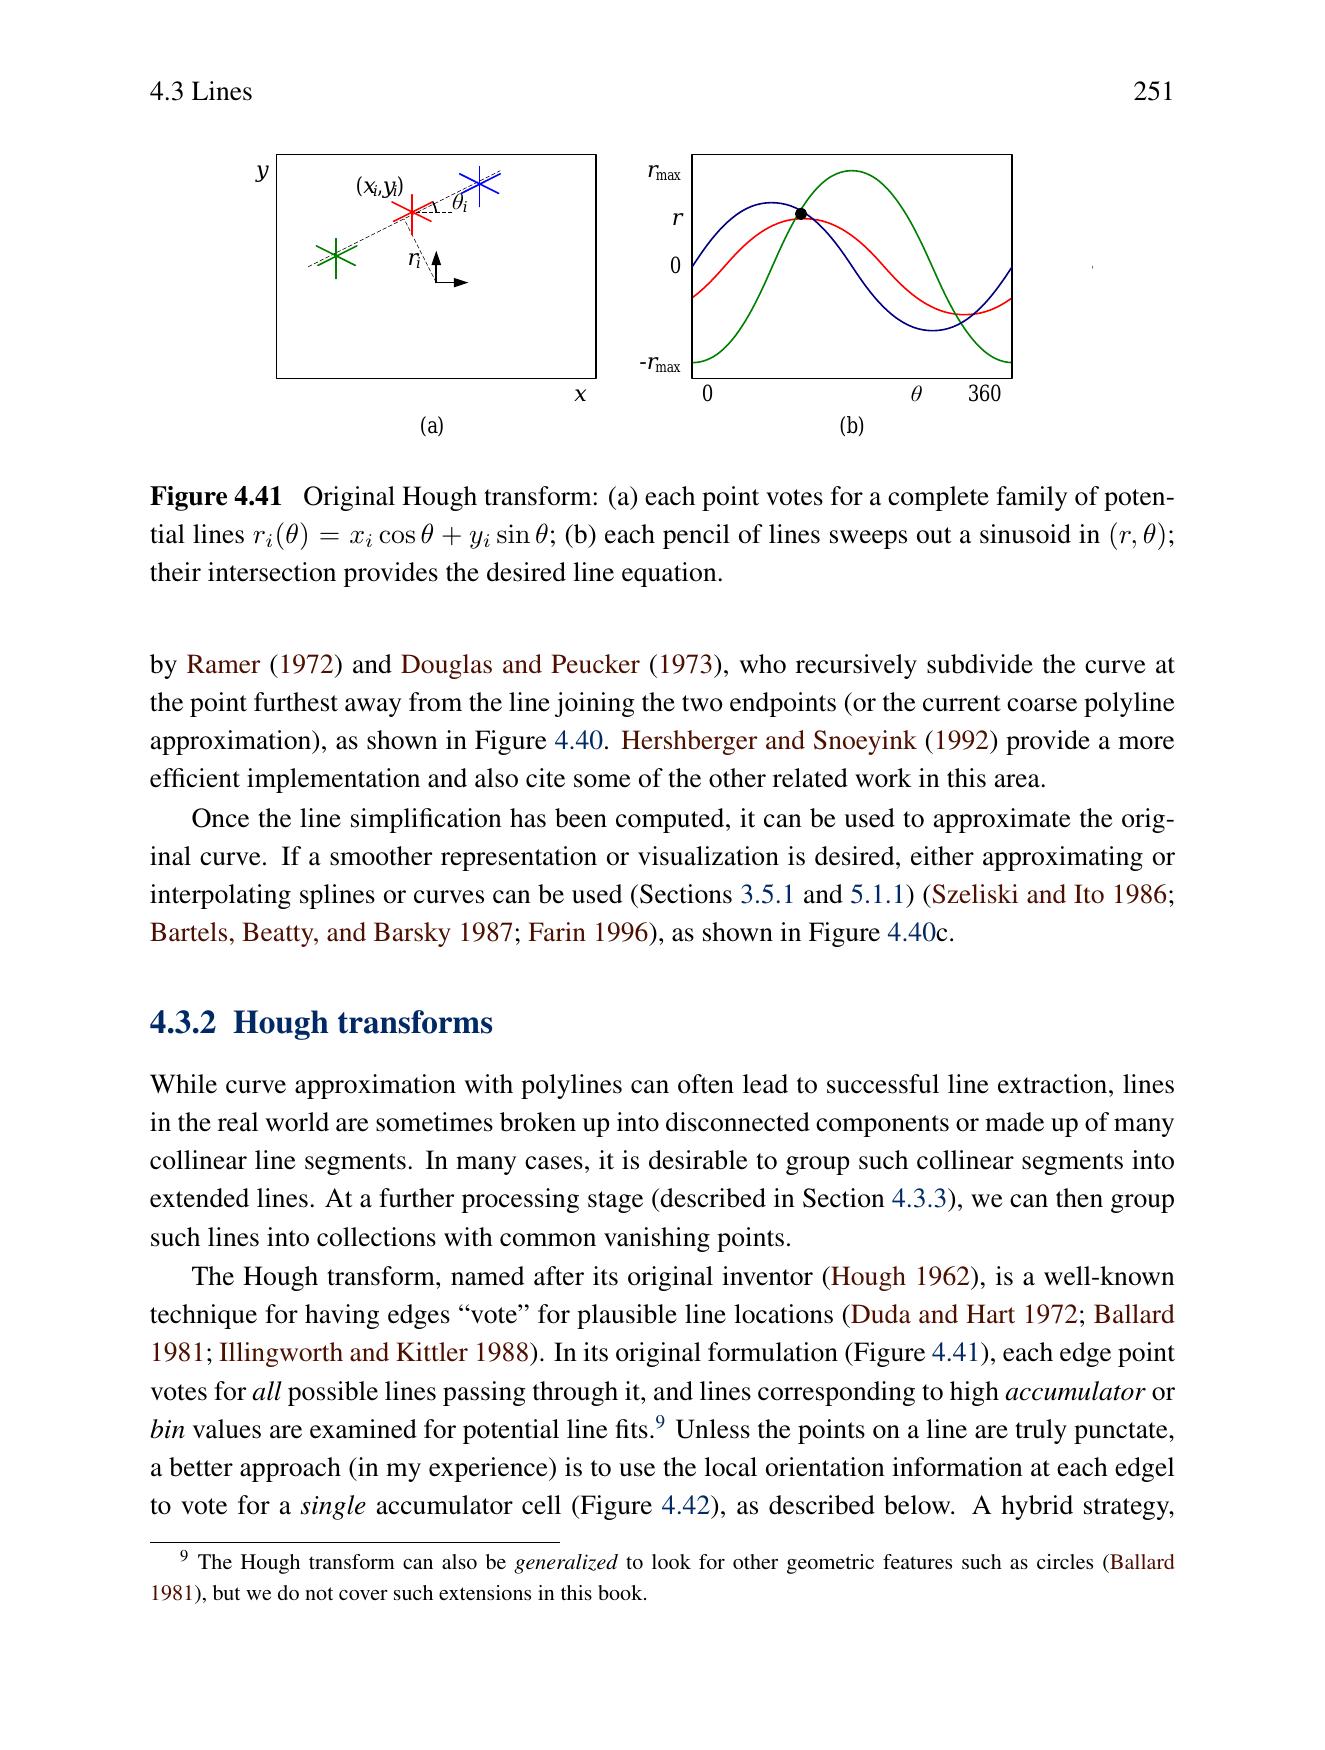 4.3 Lines 251
y (xi,yi) θi ri x
rmax r 0 -rmax 0 θ 360
(a) (b)
Figure 4.41 Original Hough transform: (a) each point votes for a complete family of poten-
tial lines ri(θ) = xi cos θ + yi sin θ; (b) each pencil of lines sweeps out a sinusoid in (r, θ);
their intersection provides the desired line equation.
by Ramer (1972) and Douglas and Peucker (1973), who recursively subdivide the curve at
the point furthest away from the line joining the two endpoints (or the current coarse polyline
approximation), as shown in Figure 4.40. Hershberger and Snoeyink (1992) provide a more
efficient implementation and also cite some of the other related work in this area.
Once the line simplification has been computed, it can be used to approximate the orig-
inal curve. If a smoother representation or visualization is desired, either approximating or
interpolating splines or curves can be used (Sections 3.5.1 and 5.1.1) (Szeliski and Ito 1986;
Bartels, Beatty, and Barsky 1987; Farin 1996), as shown in Figure 4.40c.
4.3.2 Hough transforms
While curve approximation with polylines can often lead to successful line extraction, lines
in the real world are sometimes broken up into disconnected components or made up of many
collinear line segments. In many cases, it is desirable to group such collinear segments into
extended lines. At a further processing stage (described in Section 4.3.3), we can then group
such lines into collections with common vanishing points.
The Hough transform, named after its original inventor (Hough 1962), is a well-known
technique for having edges “vote” for plausible line locations (Duda and Hart 1972; Ballard
1981; Illingworth and Kittler 1988). In its original formulation (Figure 4.41), each edge point
votes for all possible lines passing through it, and lines corresponding to high accumulator or
bin values are examined for potential line fits.9 Unless the points on a line are truly punctate,
a better approach (in my experience) is to use the local orientation information at each edgel
to vote for a single accumulator cell (Figure 4.42), as described below. A hybrid strategy,
9 The Hough transform can also be generalized to look for other geometric features such as circles (Ballard
1981), but we do not cover such extensions in this book.